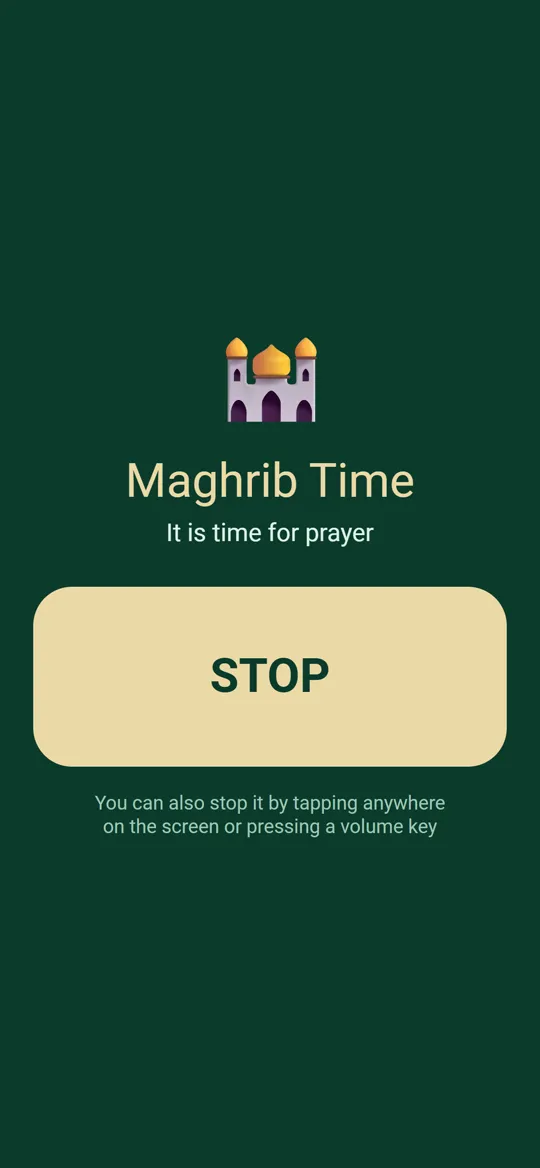 Maghrib Time
It is time for prayer
STOP
You can also stop it by tapping anywhere
on the screen or pressing a volume key